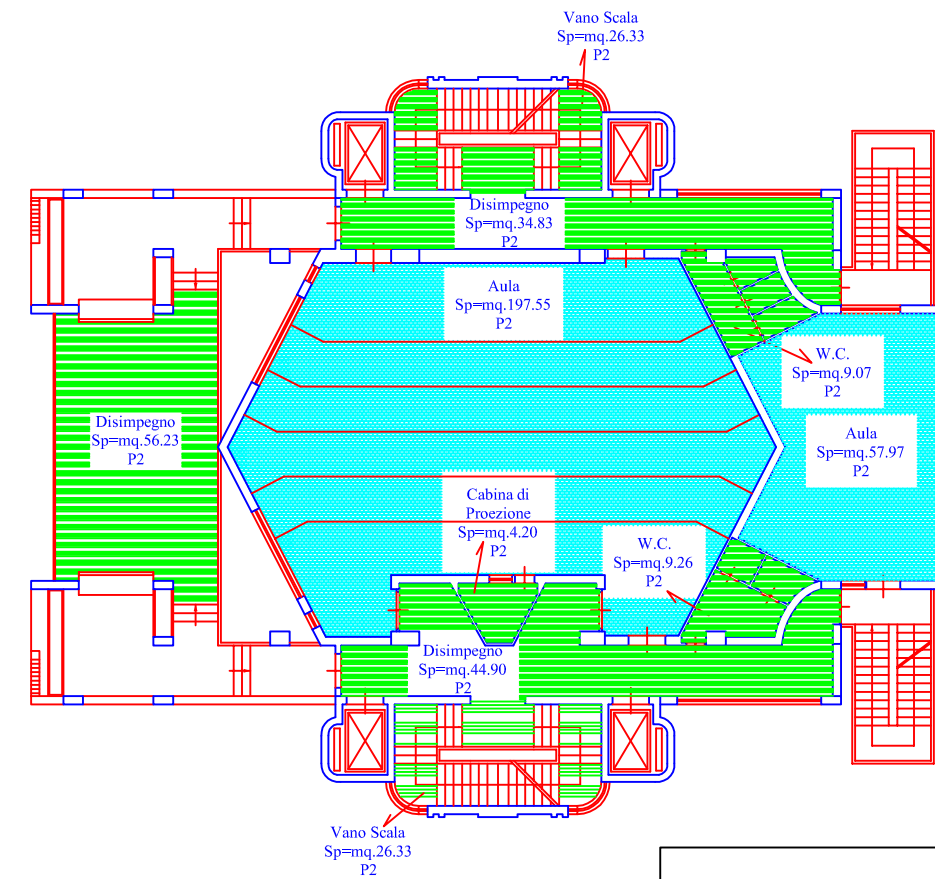 Vano Scala
Sp=mq.26.33
P2
Disimpegno
Sp=mq.34.83
P2
Aula
Sp=mq.197.55
P2
W.C.
Sp=mq.9.07
P2
Disimpegno
Sp=mq.56.23
P2
Aula
Sp=mq.57.97
P2
Cabina di
Proezione
Sp=mq.4.20
P2
W.C.
Sp=mq.9.26
P2
Disimpegno
Sp=mq.44.90
P2
Vano Scala
Sp=mq.26.33
P2